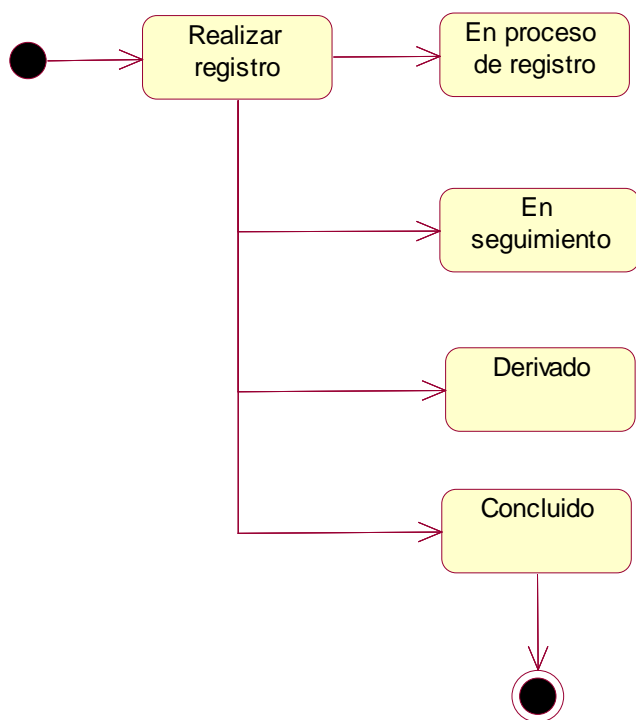 Realizar
registro
En proceso
de registro
En
seguimiento
Derivado
Concluido